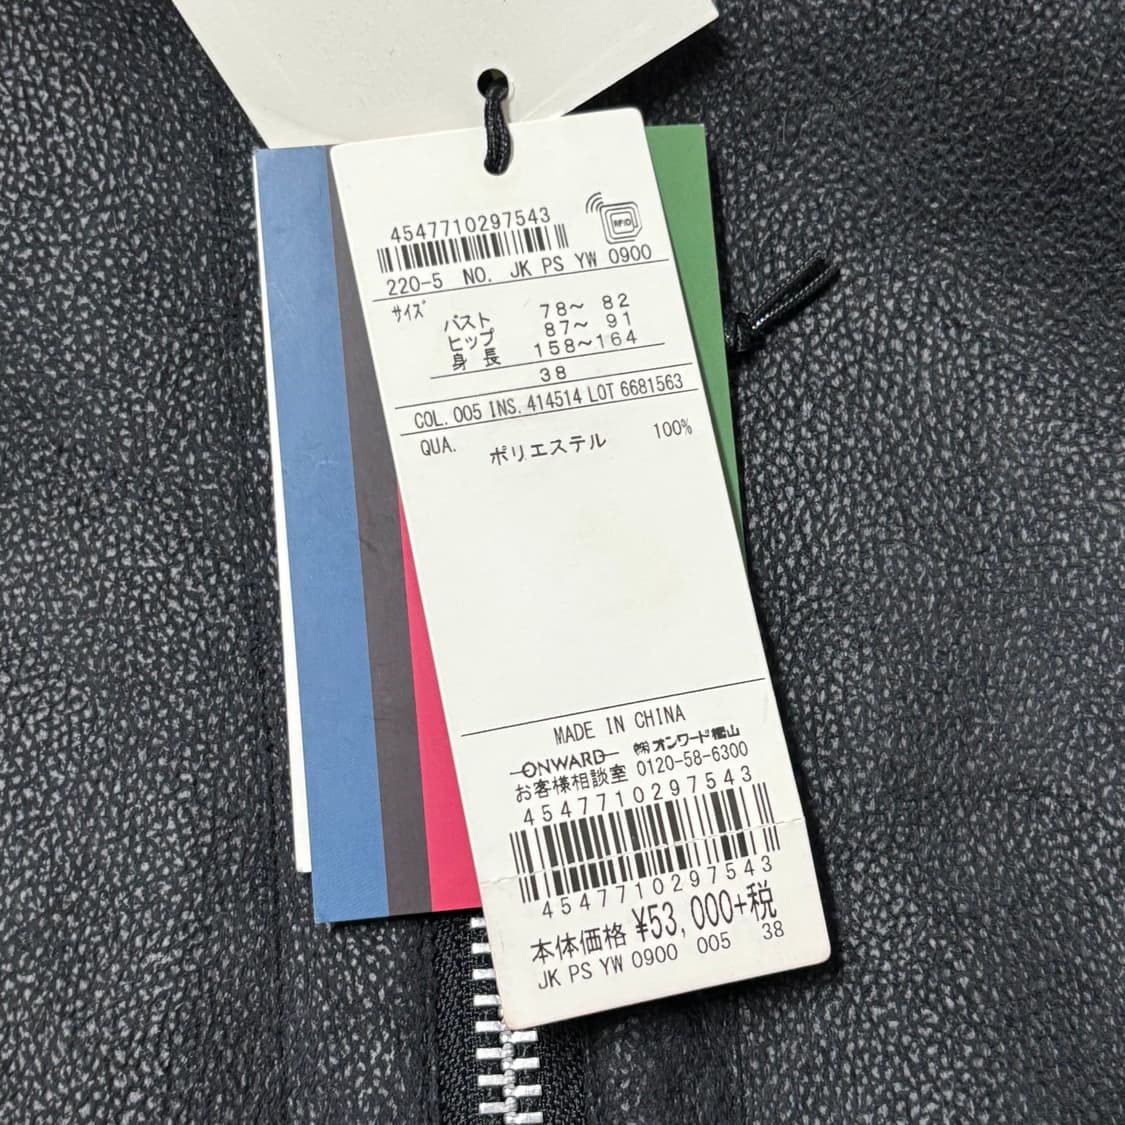 4547710297543
RFID
220-5 NO. JK PS YW 0900
サイズ
バスト 78～ 82
ヒップ 87～ 91
身長 158～164
38
COL. 005 INS. 414514 LOT 6681563
QUA. ポリエステル 100%
MADE IN CHINA
ONWARD ㈱オンワード樫山
お客様相談室 0120-58-6300
4547710297543
4547710297543
本体価格 ¥53,000+税
JK PS YW 0900 005 38